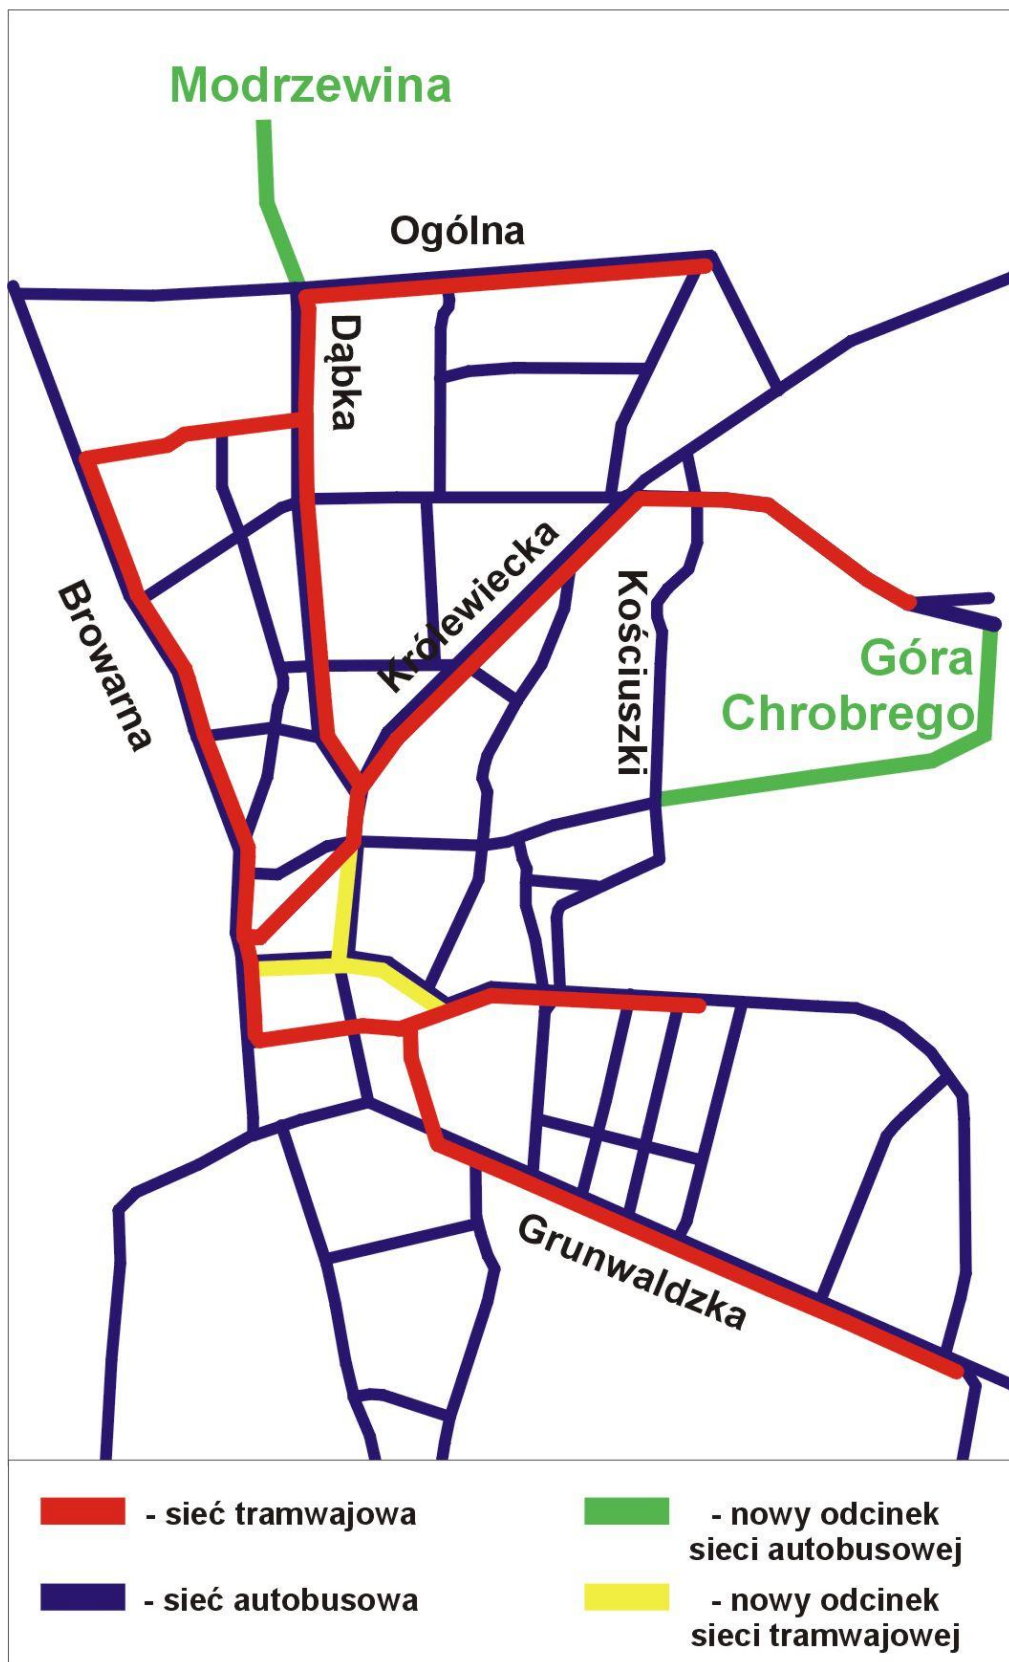 Modrzewina
Ogólna
Dąbka
Królewiecka
Browarna
Kościuszki
Góra
Chrobrego
Grunwaldzka
- sieć tramwajowa
- nowy odcinek
sieci autobusowej
- sieć autobusowa
- nowy odcinek
sieci tramwajowej